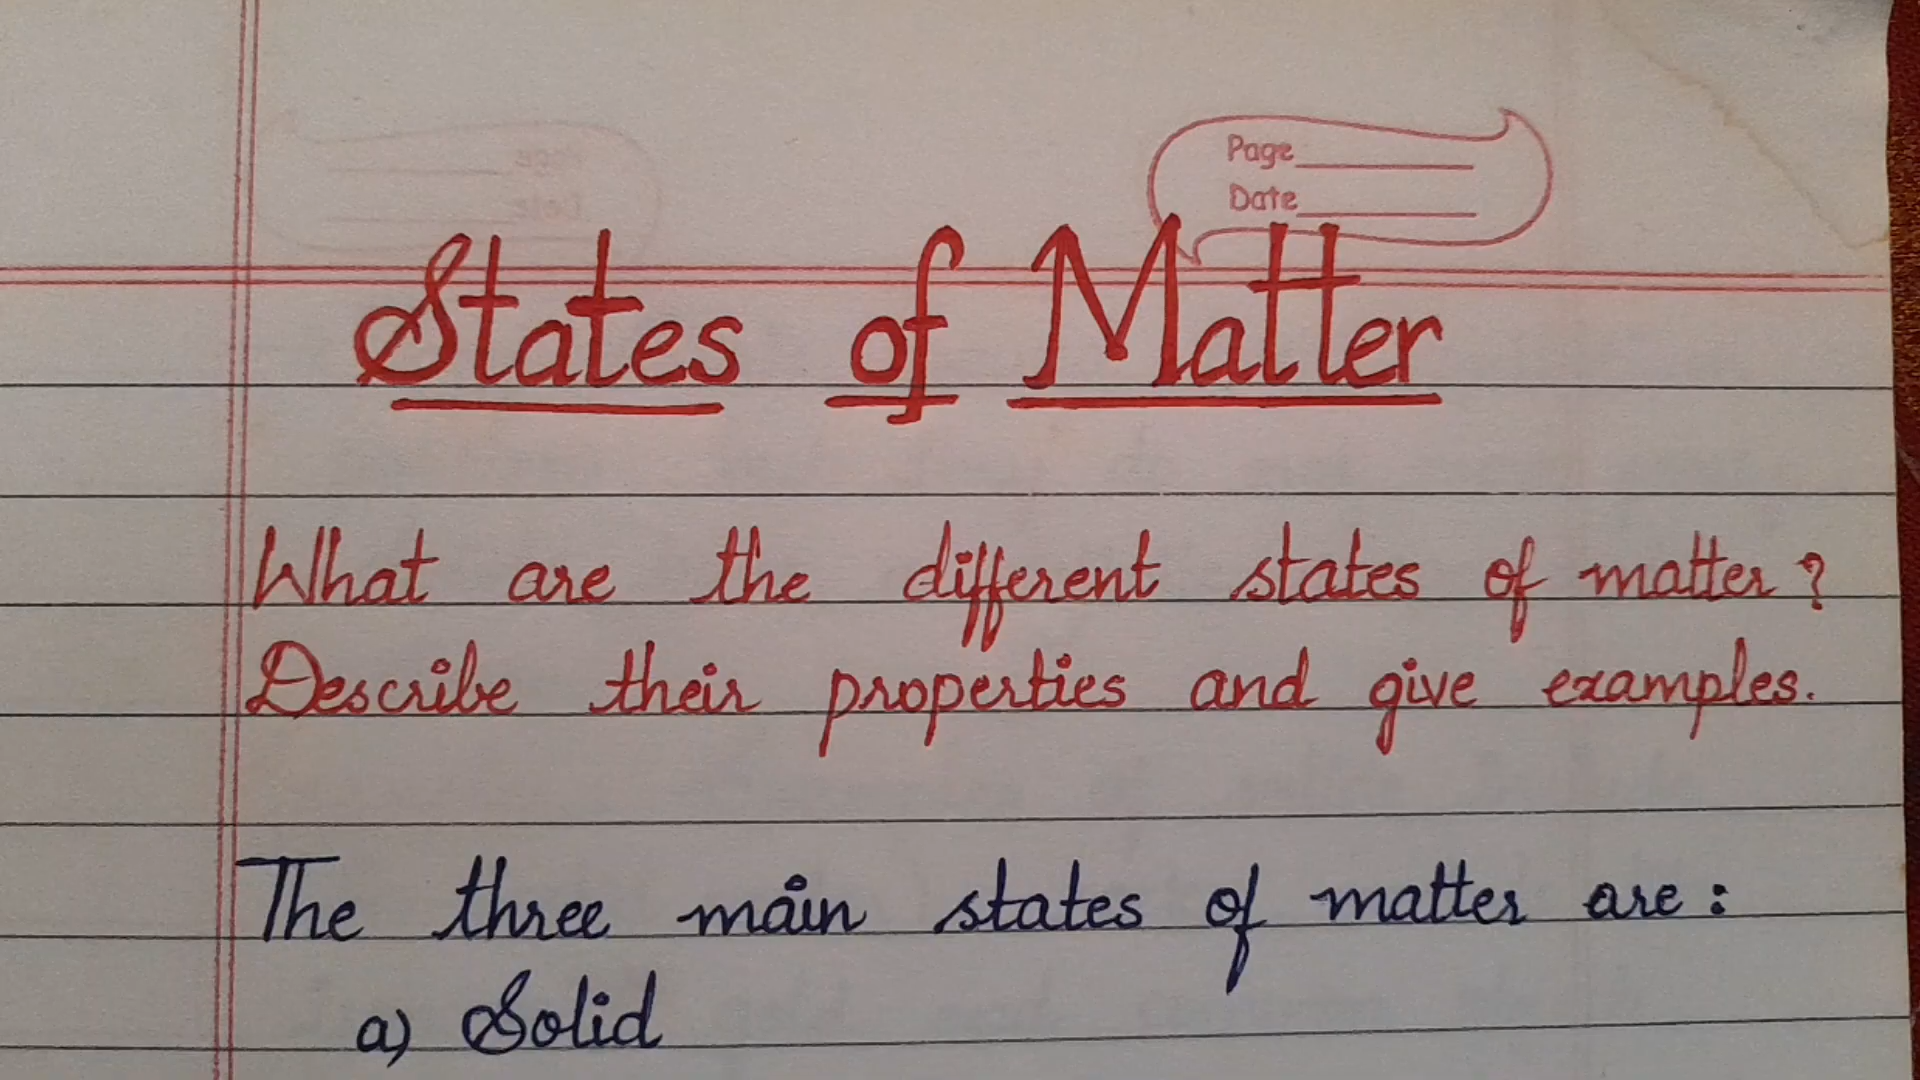 Page
Date
States of Matter
What are the different states of matter?
Describe their properties and give examples.
The three main states of matter are:
a) Solid